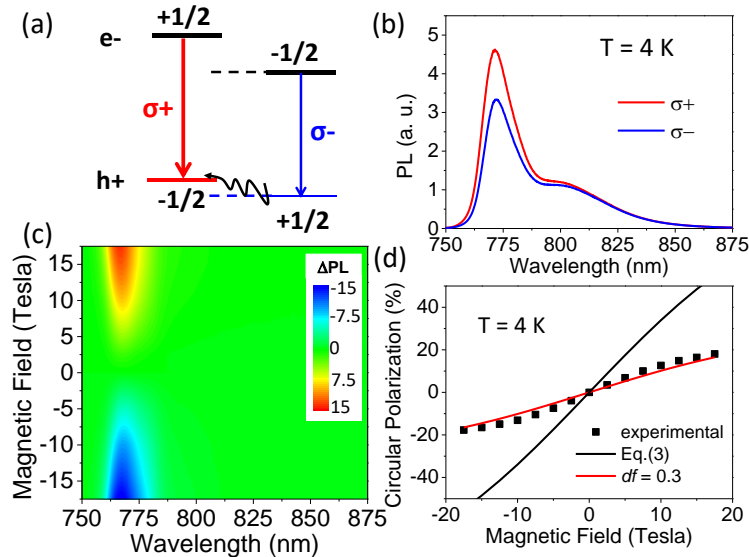 (a)
+1/2
e-
-1/2
σ+
σ-
h+
-1/2
+1/2
(b)
T = 4 K
σ+
σ−
PL (a. u.)
5
4
3
2
1
0
750 775 800 825 850 875
Wavelength (nm)
(c)
ΔPL
-15
-7.5
0
7.5
15
Magnetic Field (Tesla)
15
10
5
0
-5
-10
-15
750 775 800 825 850 875
Wavelength (nm)
(d)
T = 4 K
Circular Polarization (%)
40
20
0
-20
-40
experimental
Eq.(3)
df = 0.3
-20 -10 0 10 20
Magnetic Field (Tesla)